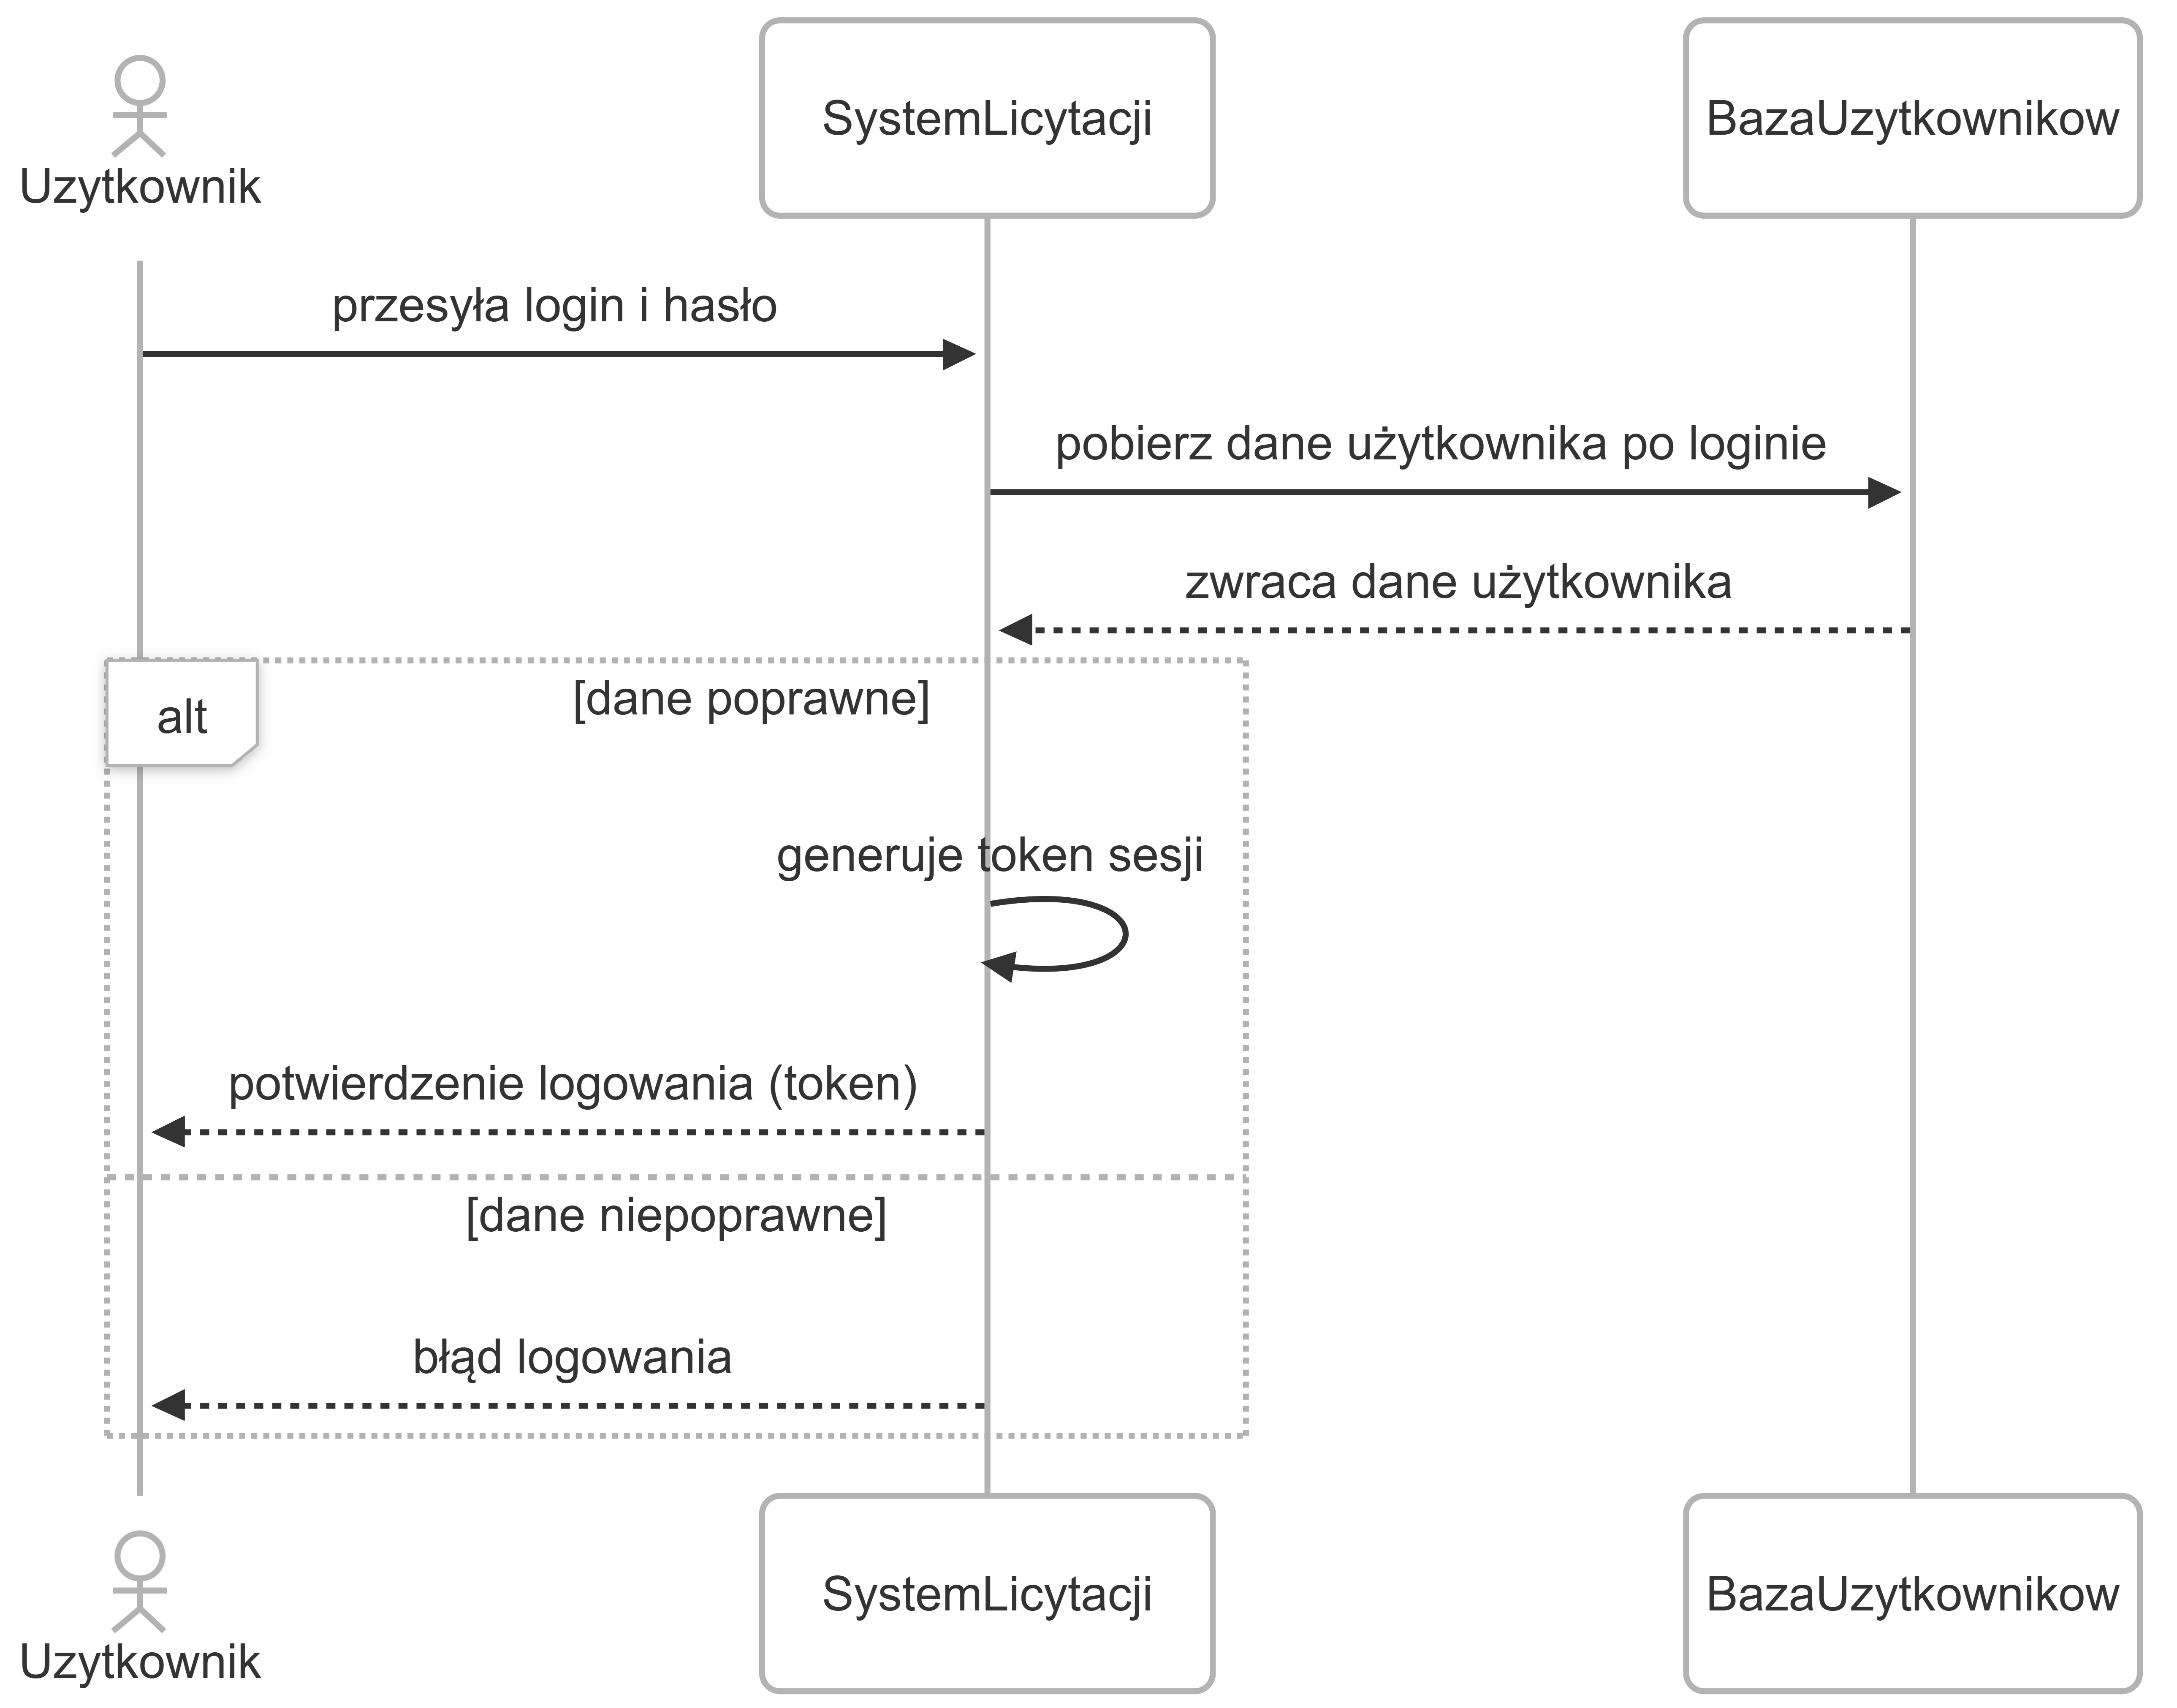 Uzytkownik
SystemLicytacji
BazaUzytkownikow
przesyła login i hasło
pobierz dane użytkownika po loginie
zwraca dane użytkownika
alt
[dane poprawne]
generuje token sesji
potwierdzenie logowania (token)
[dane niepoprawne]
błąd logowania
Uzytkownik
SystemLicytacji
BazaUzytkownikow